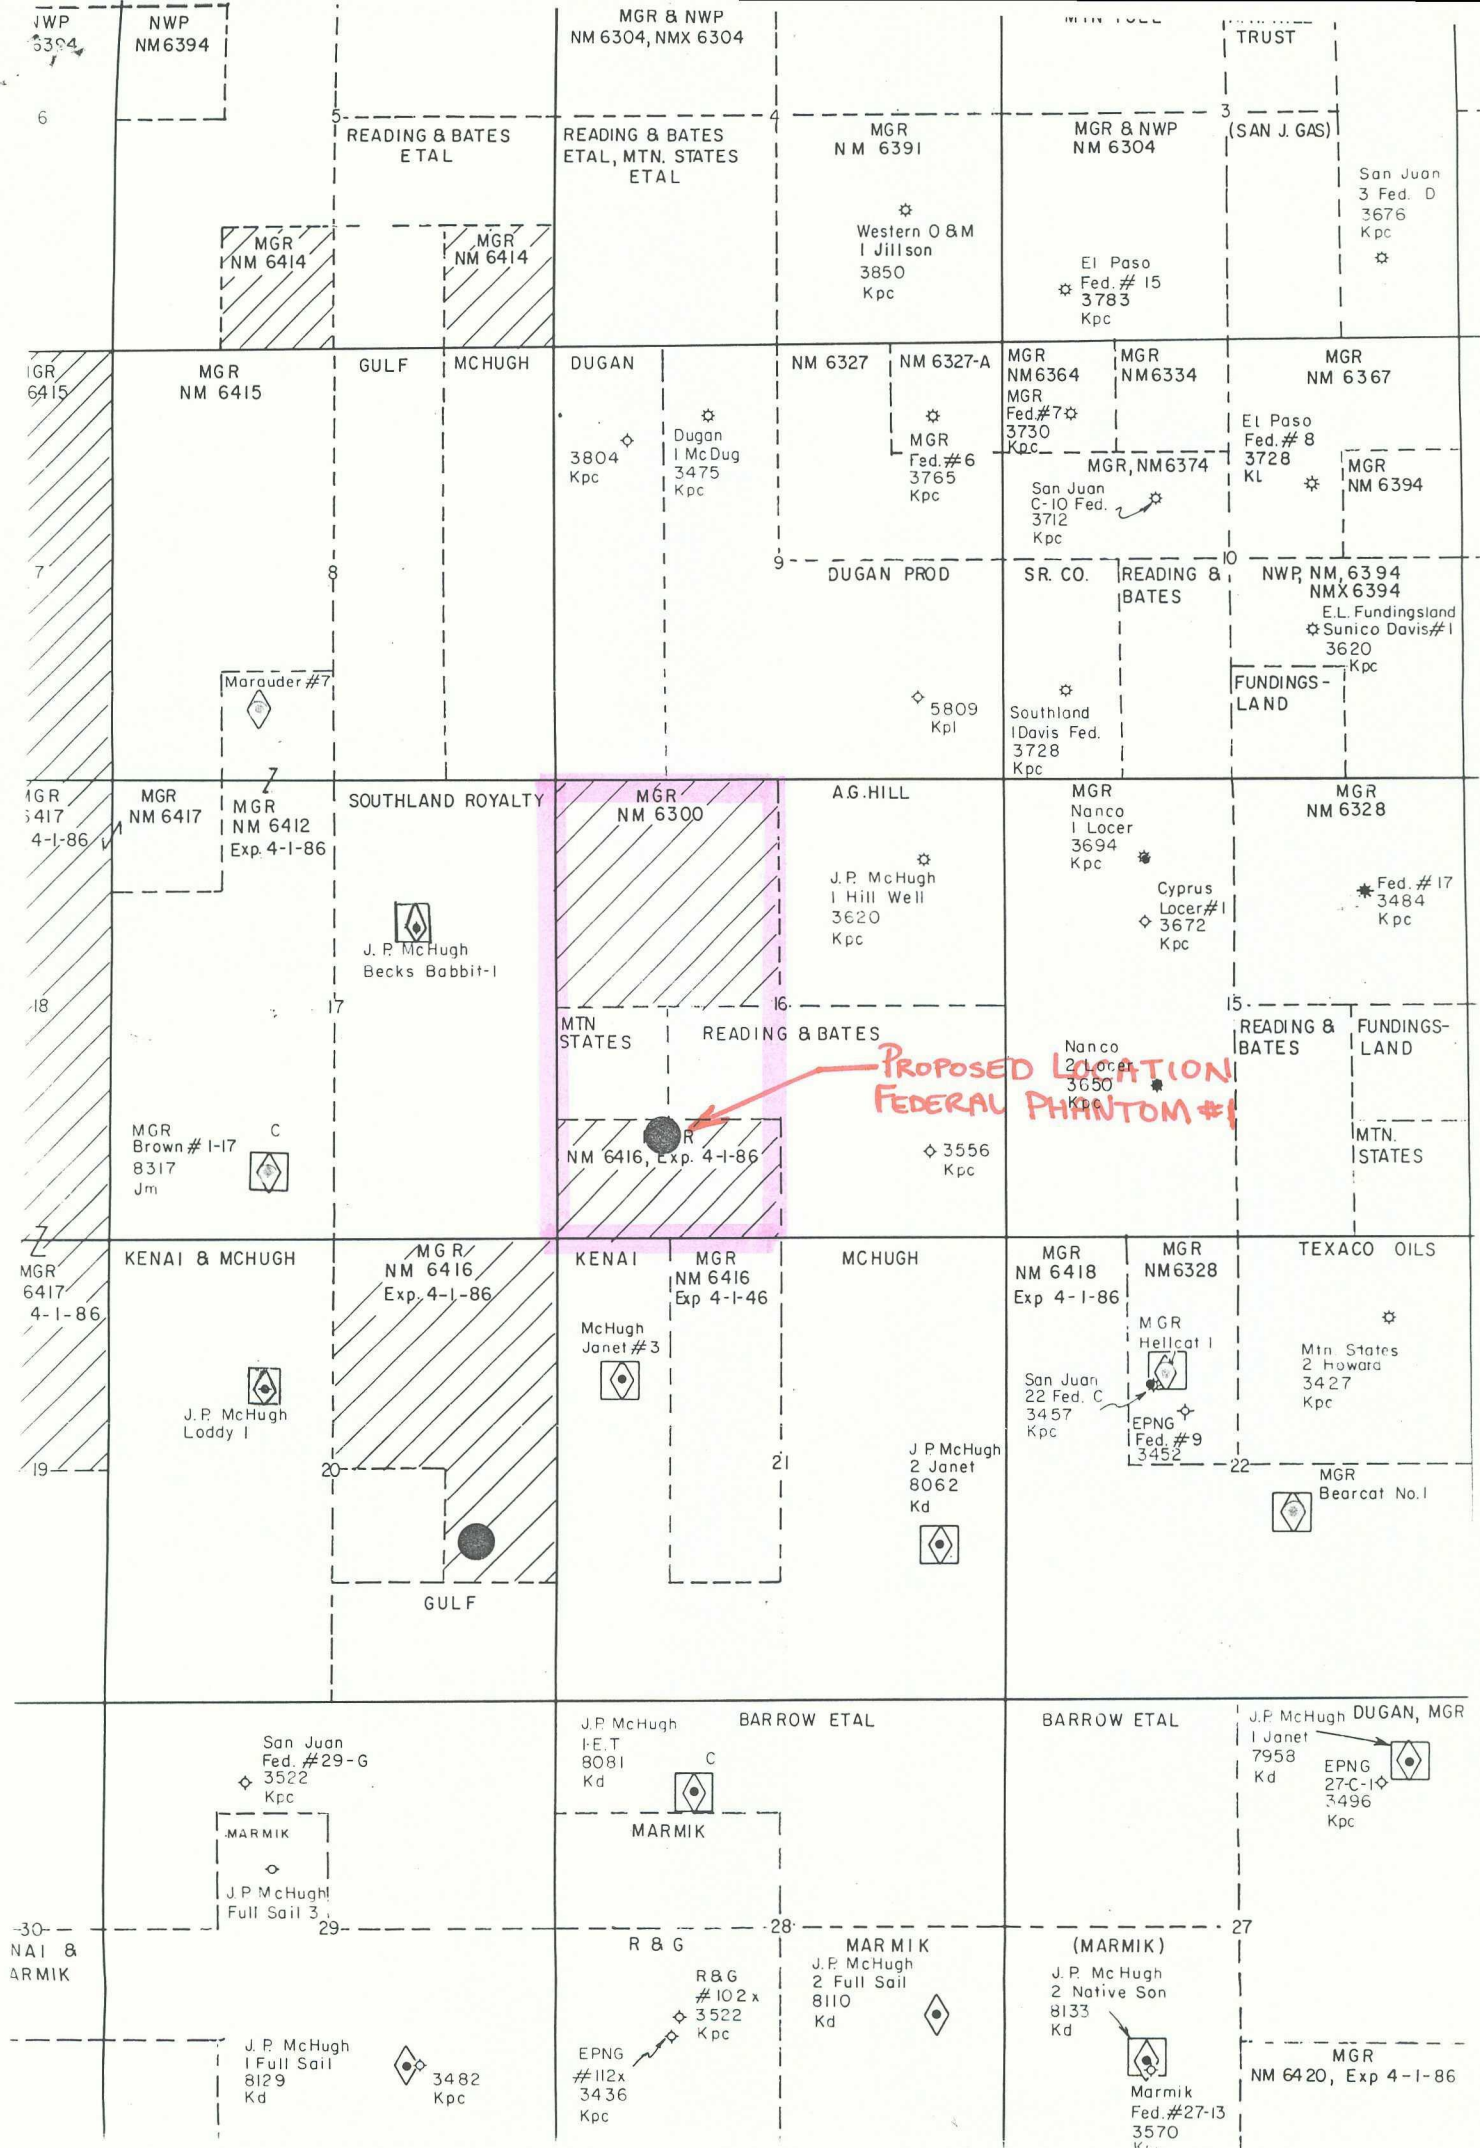 NWP
6394
NWP
NM6394
MGR & NWP
NM 6304, NMX 6304
TRUST
6
5
4
3
READING & BATES
ETAL
READING & BATES
ETAL, MTN. STATES
ETAL
MGR
NM 6391
MGR & NWP
NM 6304
(SAN J. GAS)
San Juan
3 Fed. D
3676
Kpc
Western O & M
1 Jillson
3850
Kpc
MGR
NM 6414
MGR
NM 6414
El Paso
Fed. # 15
3783
Kpc
MGR
6415
MGR
NM 6415
GULF
MCHUGH
DUGAN
NM 6327
NM 6327-A
MGR
NM6364
MGR
NM6334
MGR
NM 6367
MGR
Fed.#7
3730
Kpc
3804
Kpc
Dugan
1 McDug
3475
Kpc
MGR
Fed.#6
3765
Kpc
El Paso
Fed. # 8
3728
KL
MGR, NM6374
MGR
NM 6394
San Juan
C-10 Fed.
3712
Kpc
7
8
9
10
DUGAN PROD
SR. CO.
READING &
BATES
NWP, NM, 6394
NMX 6394
E.L. Fundingsland
Sunico Davis#1
3620
Kpc
Marauder #7
5809
Kpl
Southland
1 Davis Fed.
3728
Kpc
FUNDINGS-
LAND
MGR
6417
4-1-86
MGR
NM 6417
MGR
NM 6412
Exp. 4-1-86
SOUTHLAND ROYALTY
MGR
NM 6300
A.G. HILL
MGR
Nanco
1 Locer
3694
Kpc
MGR
NM 6328
J.P. McHugh
1 Hill Well
3620
Kpc
Cyprus
Locer#1
3672
Kpc
Fed. # 17
3484
Kpc
J. P. McHugh
Becks Babbit-1
18
17
16
15
MTN
STATES
READING & BATES
READING &
BATES
FUNDINGS-
LAND
Nanco
2 Locer
3650
Kpc
PROPOSED LOCATION
FEDERAL PHANTOM #1
MGR
Brown # 1-17
8317
Jm
C
R
NM 6416, Exp. 4-1-86
3556
Kpc
MTN.
STATES
MGR
6417
4-1-86
KENAI & MCHUGH
MGR
NM 6416
Exp. 4-1-86
KENAI
MGR
NM 6416
Exp 4-1-46
MCHUGH
MGR
NM 6418
Exp 4-1-86
MGR
NM6328
TEXACO OILS
McHugh
Janet #3
MGR
Hellcat 1
Mtn. States
2 Howard
3427
Kpc
J.P. McHugh
Loddy 1
San Juan
22 Fed. C
3457
Kpc
EPNG
Fed. #9
3452
J P McHugh
2 Janet
8062
Kd
19
20
21
22
MGR
Bearcat No.1
GULF
San Juan
Fed. #29-G
3522
Kpc
J.P. McHugh
1-E.T
8081
Kd
C
BARROW ETAL
BARROW ETAL
J.P. McHugh
1 Janet
7958
Kd
DUGAN, MGR
EPNG
27-C-1
3496
Kpc
MARMIK
MARMIK
J.P. McHugh
Full Sail 3
30
29
28
27
NAI &
ARMIK
R & G
MARMIK
(MARMIK)
R&G
#102x
3522
Kpc
J.P. McHugh
2 Full Sail
8110
Kd
J. P. Mc Hugh
2 Native Son
8133
Kd
J. P. McHugh
1 Full Sail
8129
Kd
3482
Kpc
EPNG
#112x
3436
Kpc
MGR
NM 6420, Exp 4-1-86
Marmik
Fed.#27-13
3570